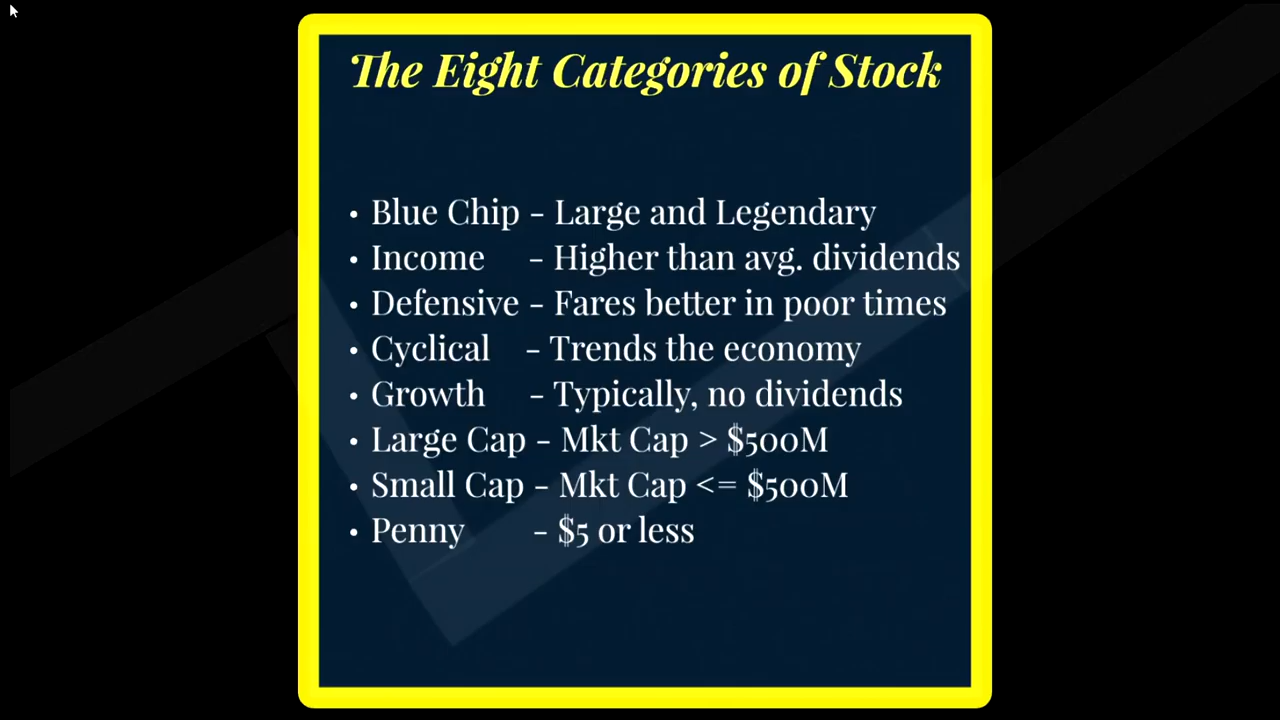 The Eight Categories of Stock
• Blue Chip - Large and Legendary
• Income - Higher than avg. dividends
• Defensive - Fares better in poor times
• Cyclical - Trends the economy
• Growth - Typically, no dividends
• Large Cap - Mkt Cap > $500M
• Small Cap - Mkt Cap <= $500M
• Penny - $5 or less